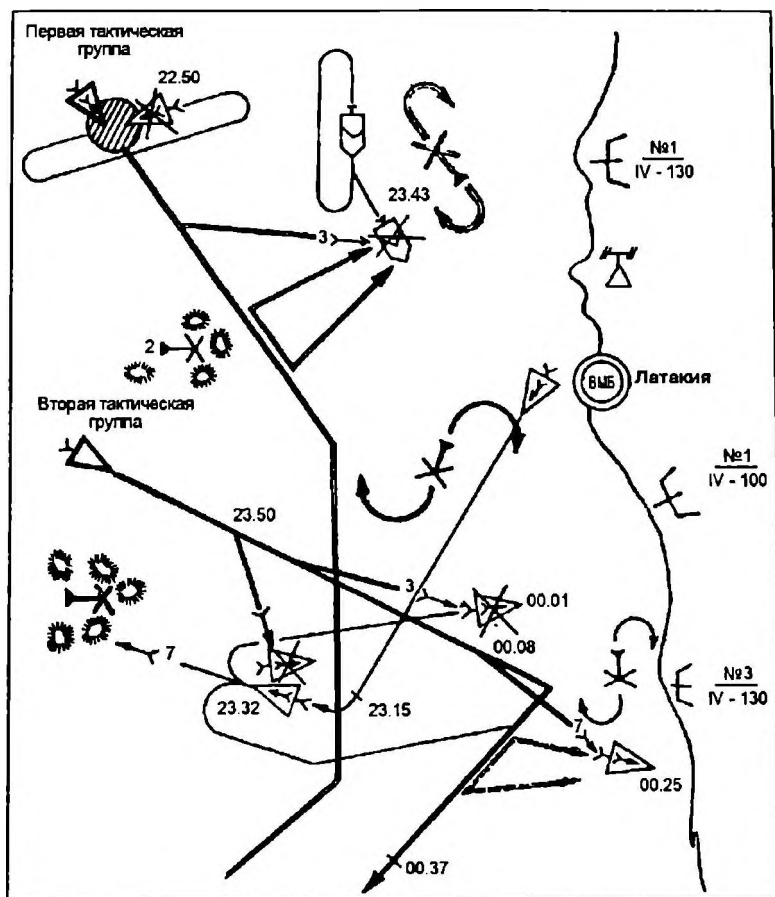 Первая тактическая
группа
22.50
№1
IV - 130
23.43
3
2
ВМБ
Латакия
Вторая тактическая
группа
№1
IV - 100
23.50
3
00.01
00.08
7
23.32
23.15
№3
IV - 130
7
00.25
00.37